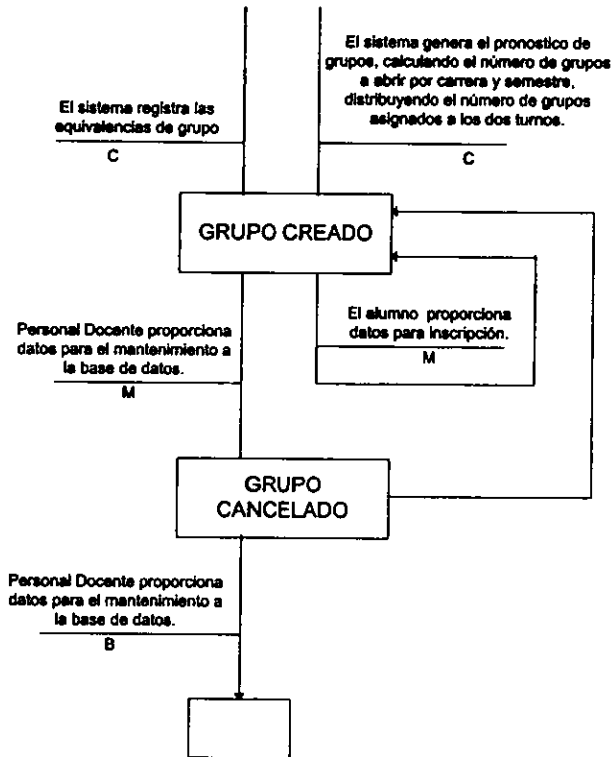 El sistema genera el pronostico de
grupos, calculando el número de grupos
a abrir por carrera y semestre,
distribuyendo el número de grupos
asignados a los dos turnos.
C
El sistema registra las
equivalencias de grupo
C
GRUPO CREADO
El alumno proporciona
datos para inscripción.
M
Personal Docente proporciona
datos para el mantenimiento a
la base de datos.
M
GRUPO
CANCELADO
Personal Docente proporciona
datos para el mantenimiento a
la base de datos.
B